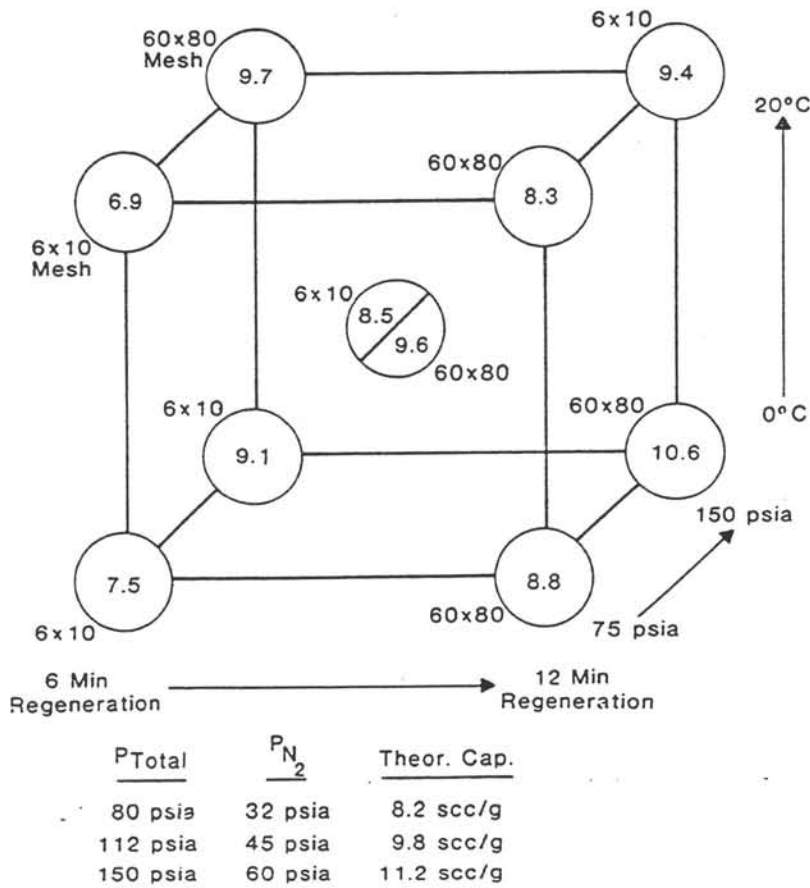 60x80
Mesh
9.7
6x10
9.4
20°C
6.9
60x80
8.3
6x10
Mesh
6x10
8.5
9.6
60x80
6x10
9.1
60x80
10.6
0°C
150 psia
7.5
6x10
8.8
60x80
75 psia
6 Min
Regeneration
12 Min
Regeneration
PTotal PN2 Theor. Cap.
80 psia 32 psia 8.2 scc/g
112 psia 45 psia 9.8 scc/g
150 psia 60 psia 11.2 scc/g